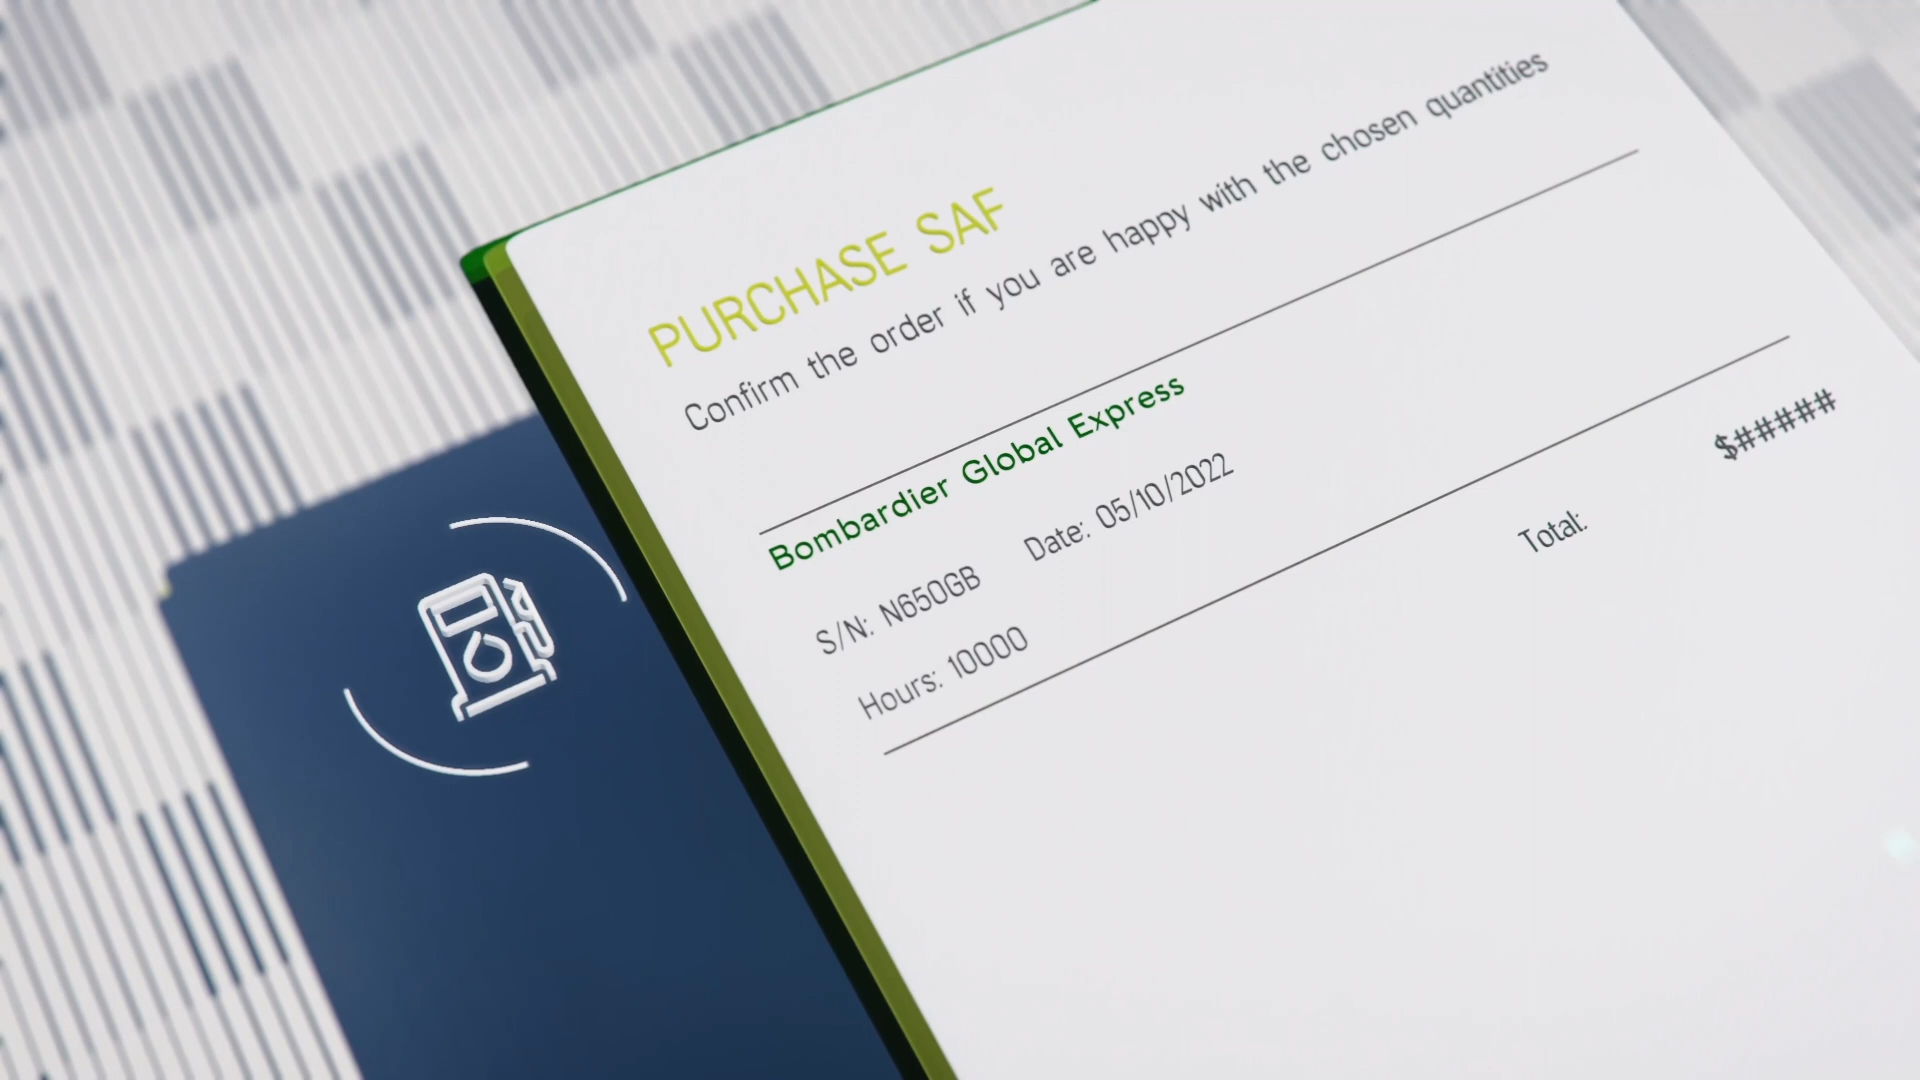 PURCHASE SAF
Confirm the order if you are happy with the chosen quantities
Bombardier Global Express
S/N: N650GB Date: 05/10/2022
Hours: 10000
Total: $#####